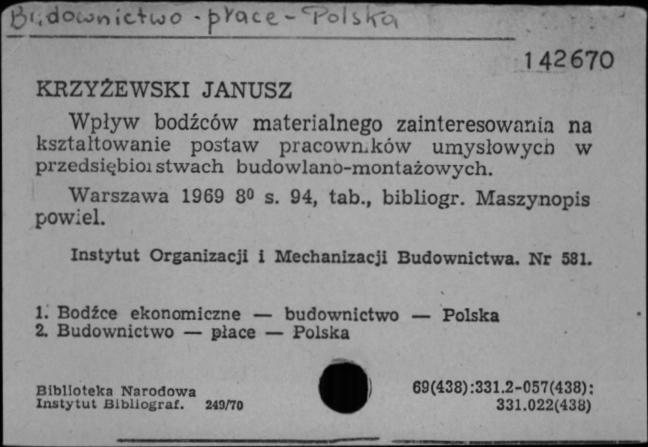 Budownictwo - płace - Polska
142670
KRZYŻEWSKI JANUSZ
Wpływ bodźców materialnego zainteresowania na
kształtowanie postaw pracowników umysłowych w
przedsiębiorstwach budowlano-montażowych.
Warszawa 1969 8⁰ s. 94, tab., bibliogr. Maszynopis
powiel.
Instytut Organizacji i Mechanizacji Budownictwa. Nr 581.
1. Bodźce ekonomiczne — budownictwo — Polska
2. Budownictwo — płace — Polska
Biblioteka Narodowa 69(438):331.2-057(438):
Instytut Bibliograf. 249/70 331.022(438)